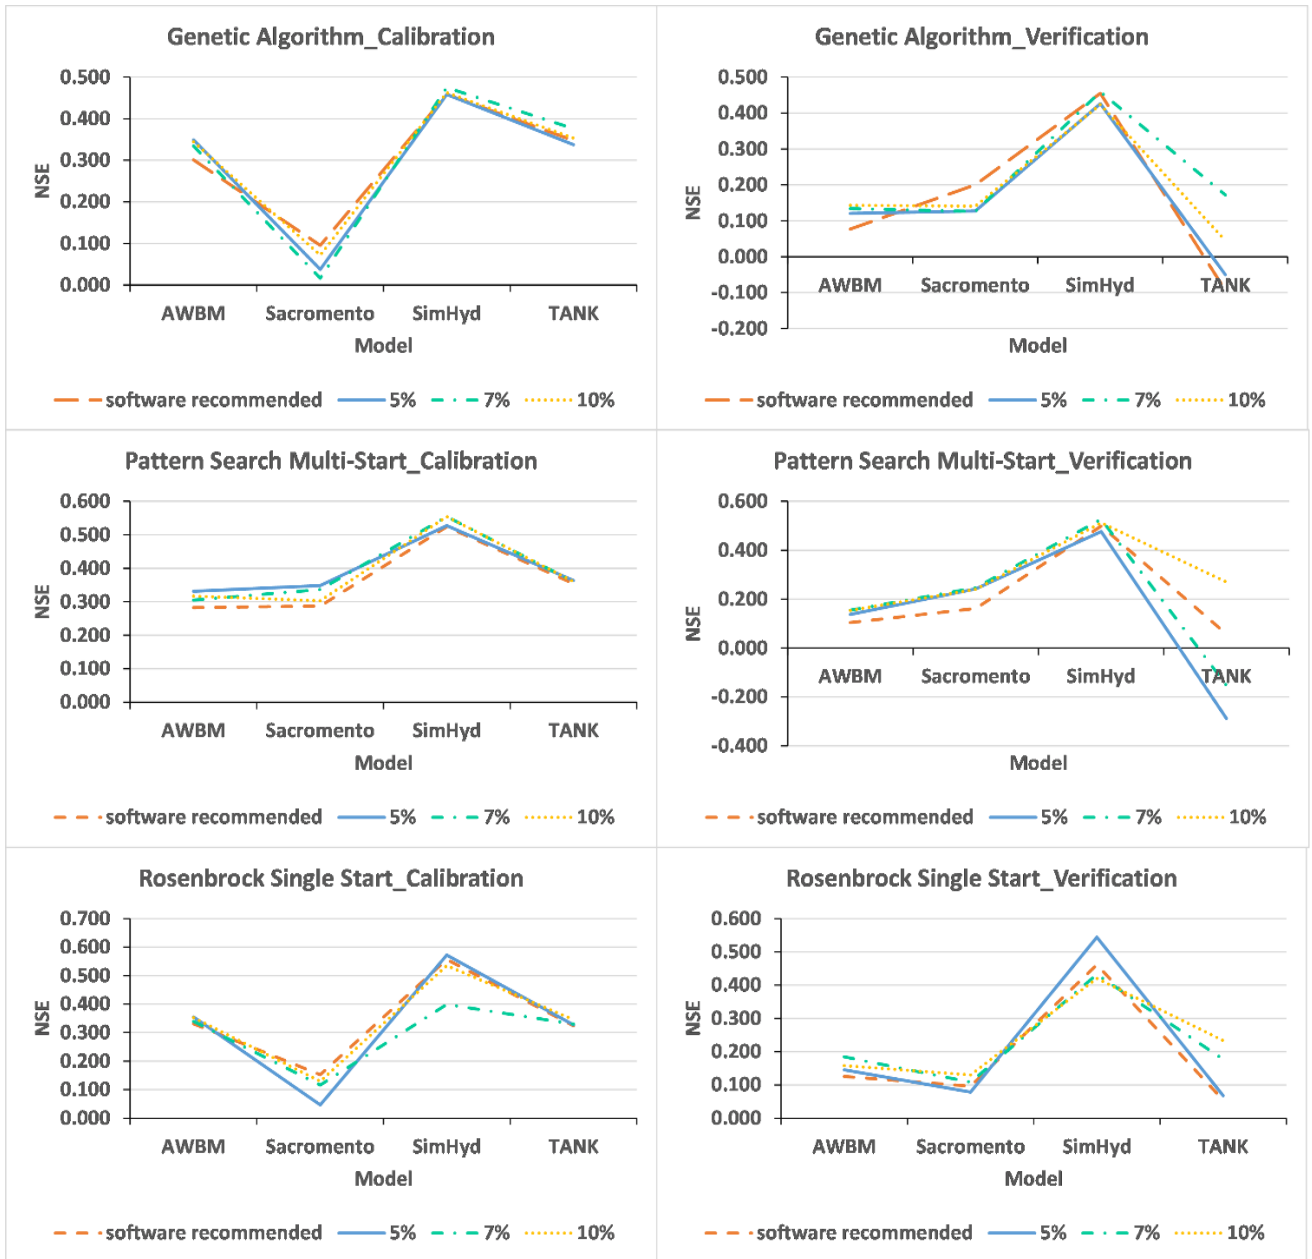 Genetic Algorithm_Calibration
0.500
0.400
0.300
0.200
0.100
0.000
NSE
AWBM Sacromento SimHyd TANK
Model
software recommended 5% 7% 10%
Genetic Algorithm_Verification
0.500
0.400
0.300
0.200
0.100
0.000
-0.100
-0.200
NSE
AWBM Sacromento SimHyd TANK
Model
software recommended 5% 7% 10%
Pattern Search Multi-Start_Calibration
0.600
0.500
0.400
0.300
0.200
0.100
0.000
NSE
AWBM Sacromento SimHyd TANK
Model
software recommended 5% 7% 10%
Pattern Search Multi-Start_Verification
0.600
0.400
0.200
0.000
-0.200
-0.400
NSE
AWBM Sacromento SimHyd TANK
Model
software recommended 5% 7% 10%
Rosenbrock Single Start_Calibration
0.700
0.600
0.500
0.400
0.300
0.200
0.100
0.000
NSE
AWBM Sacromento SimHyd TANK
Model
software recommended 5% 7% 10%
Rosenbrock Single Start_Verification
0.600
0.500
0.400
0.300
0.200
0.100
0.000
NSE
AWBM Sacromento SimHyd TANK
Model
software recommended 5% 7% 10%